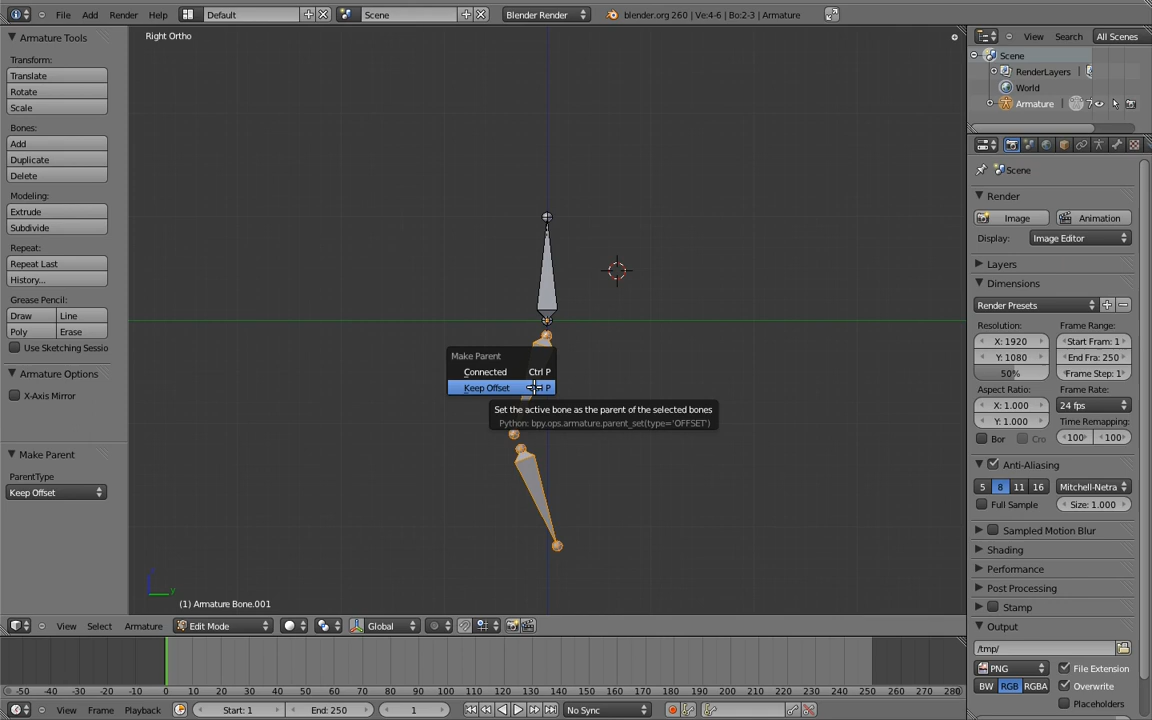 File Add Render Help Default Scene Blender Render blender.org 260 | Ve:4-6 | Bo:2-3 | Armature
Armature Tools
Transform:
Translate
Rotate
Scale
Bones:
Add
Duplicate
Delete
Modeling:
Extrude
Subdivide
Repeat:
Repeat Last
History...
Grease Pencil:
Draw Line
Poly Erase
Use Sketching Sessio
Armature Options
X-Axis Mirror
Make Parent
ParentType
Keep Offset
Right Ortho
Make Parent
Connected Ctrl P
Keep Offset P
Set the active bone as the parent of the selected bones
Python: bpy.ops.armature.parent_set(type='OFFSET')
y
(1) Armature Bone.001
View Select Armature Edit Mode Global
-50 -40 -30 -20 -10 0 10 20 30 40 50 60 70 80 90 100 110 120 130 140 150 160 170 180 190 200 210 220 230 240 250 260 270 280
View Frame Playback Start: 1 End: 250 1 No Sync
View Search All Scenes
Scene
RenderLayers |
World
Armature |
Scene
Render
Image Animation
Display: Image Editor
Layers
Dimensions
Render Presets
Resolution: Frame Range:
X: 1920 Start Fram: 1
Y: 1080 End Fra: 250
50% Frame Step: 1
Aspect Ratio: Frame Rate:
X: 1.000 24 fps
Y: 1.000 Time Remapping:
Bor Cro 100 100
Anti-Aliasing
5 8 11 16 Mitchell-Netra
Full Sample Size: 1.000
Sampled Motion Blur
Shading
Performance
Post Processing
Stamp
Output
/tmp/
PNG File Extension
BW RGB RGBA Overwrite
Placeholders